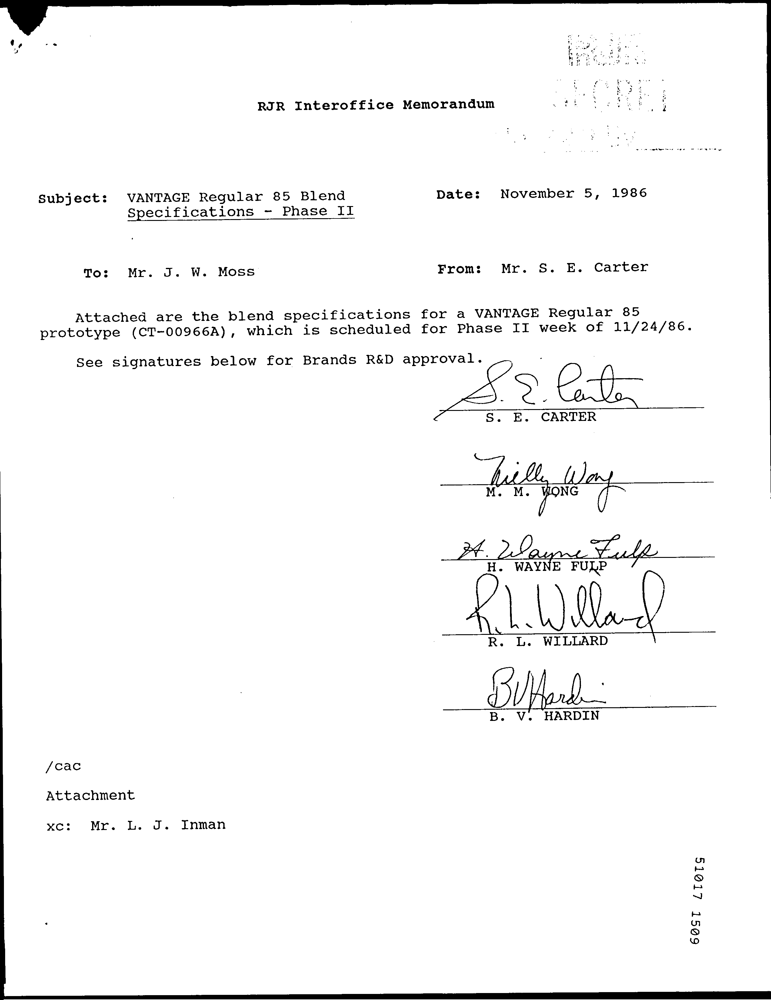 SECRET
RJR Interoffice Memorandum
Subject: VANTAGE Regular 85 Blend
Specifications - Phase II
Date: November 5, 1986
To: Mr. J. W. Moss
From: Mr. S. E. Carter
Attached are the blend specifications for a VANTAGE Regular 85
prototype (CT-00966A), which is scheduled for Phase II week of 11/24/86.
See signatures below for Brands R&D approval.
S. E. Carter
S. E. CARTER
Wong
M. M. WONG
H. Wayne Fulp
H. WAYNE FULP
R. L. Willard
R. L. WILLARD
BVHardin
B. V. HARDIN
/cac
Attachment
xc: Mr. L. J. Inman
51017 1509